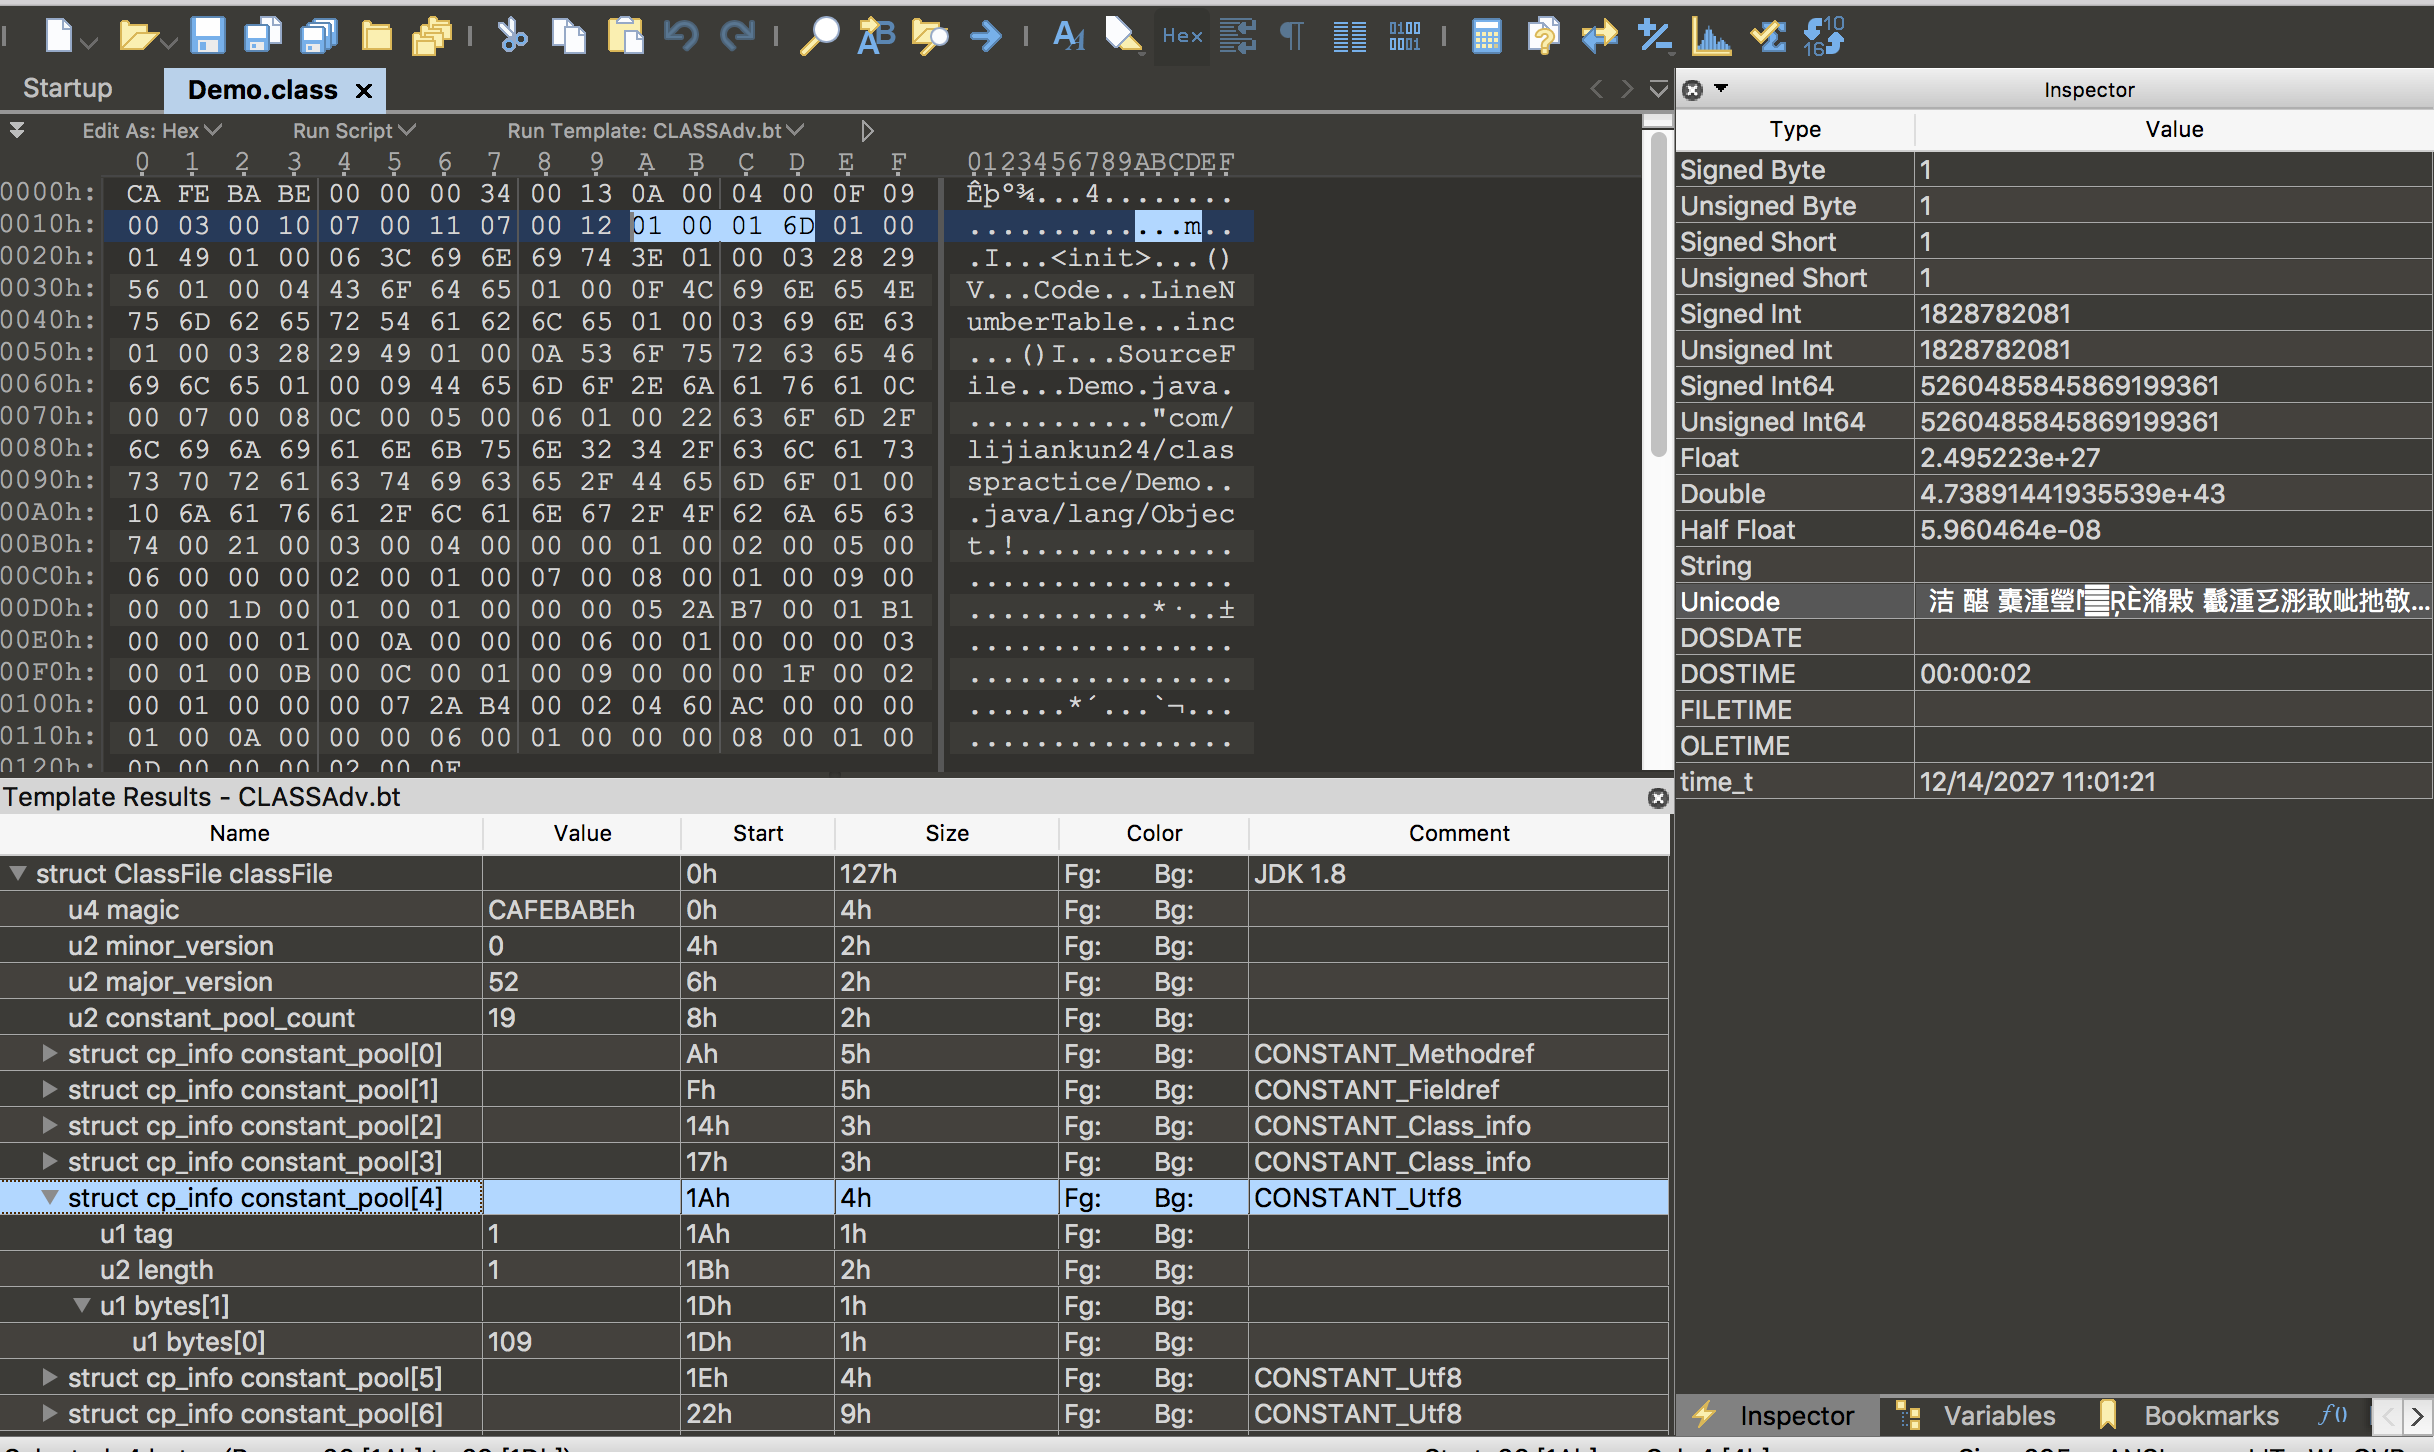 Hex
Startup
Demo.class
Edit As: Hex Run Script Run Template: CLASSAdv.bt
0 1 2 3 4 5 6 7 8 9 A B C D E F 0123456789ABCDEF
0000h: CA FE BA BE 00 00 00 34 00 13 0A 00 04 00 0F 09 Êþº¾...4........
0010h: 00 03 00 10 07 00 11 07 00 12 01 00 01 6D 01 00 .............m..
0020h: 01 49 01 00 06 3C 69 6E 69 74 3E 01 00 03 28 29 .I...<init>...()
0030h: 56 01 00 04 43 6F 64 65 01 00 0F 4C 69 6E 65 4E V...Code...LineN
0040h: 75 6D 62 65 72 54 61 62 6C 65 01 00 03 69 6E 63 umberTable...inc
0050h: 01 00 03 28 29 49 01 00 0A 53 6F 75 72 63 65 46 ...()I...SourceF
0060h: 69 6C 65 01 00 09 44 65 6D 6F 2E 6A 61 76 61 0C ile...Demo.java.
0070h: 00 07 00 08 0C 00 05 00 06 01 00 22 63 6F 6D 2F ..........."com/
0080h: 6C 69 6A 69 61 6E 6B 75 6E 32 34 2F 63 6C 61 73 lijiankun24/clas
0090h: 73 70 72 61 63 74 69 63 65 2F 44 65 6D 6F 01 00 spractice/Demo..
00A0h: 10 6A 61 76 61 2F 6C 61 6E 67 2F 4F 62 6A 65 63 .java/lang/Objec
00B0h: 74 00 21 00 03 00 04 00 00 00 01 00 02 00 05 00 t.!.............
00C0h: 06 00 00 00 02 00 01 00 07 00 08 00 01 00 09 00 ................
00D0h: 00 00 1D 00 01 00 01 00 00 00 05 2A B7 00 01 B1 ...........*·..±
00E0h: 00 00 00 01 00 0A 00 00 00 06 00 01 00 00 00 03 ................
00F0h: 00 01 00 0B 00 0C 00 01 00 09 00 00 00 1F 00 02 ................
0100h: 00 01 00 00 00 07 2A B4 00 02 04 60 AC 00 00 00 ......*´...`¬...
0110h: 01 00 0A 00 00 00 06 00 01 00 00 00 08 00 01 00 ................
0120h: 0D 00 00 00 02 00 0F
Inspector
Type Value
Signed Byte 1
Unsigned Byte 1
Signed Short 1
Unsigned Short 1
Signed Int 1828782081
Unsigned Int 1828782081
Signed Int64 5260485845869199361
Unsigned Int64 5260485845869199361
Float 2.495223e+27
Double 4.73891441935539e+43
Half Float 5.960464e-08
String
Unicode
DOSDATE
DOSTIME 00:00:02
FILETIME
OLETIME
time_t 12/14/2027 11:01:21
Template Results - CLASSAdv.bt
Name Value Start Size Color Comment
struct ClassFile classFile 0h 127h Fg: Bg: JDK 1.8
u4 magic CAFEBABEh 0h 4h Fg: Bg:
u2 minor_version 0 4h 2h Fg: Bg:
u2 major_version 52 6h 2h Fg: Bg:
u2 constant_pool_count 19 8h 2h Fg: Bg:
struct cp_info constant_pool[0] Ah 5h Fg: Bg: CONSTANT_Methodref
struct cp_info constant_pool[1] Fh 5h Fg: Bg: CONSTANT_Fieldref
struct cp_info constant_pool[2] 14h 3h Fg: Bg: CONSTANT_Class_info
struct cp_info constant_pool[3] 17h 3h Fg: Bg: CONSTANT_Class_info
struct cp_info constant_pool[4] 1Ah 4h Fg: Bg: CONSTANT_Utf8
u1 tag 1 1Ah 1h Fg: Bg:
u2 length 1 1Bh 2h Fg: Bg:
u1 bytes[1] 1Dh 1h Fg: Bg:
u1 bytes[0] 109 1Dh 1h Fg: Bg:
struct cp_info constant_pool[5] 1Eh 4h Fg: Bg: CONSTANT_Utf8
struct cp_info constant_pool[6] 22h 9h Fg: Bg: CONSTANT_Utf8
Inspector Variables Bookmarks f()